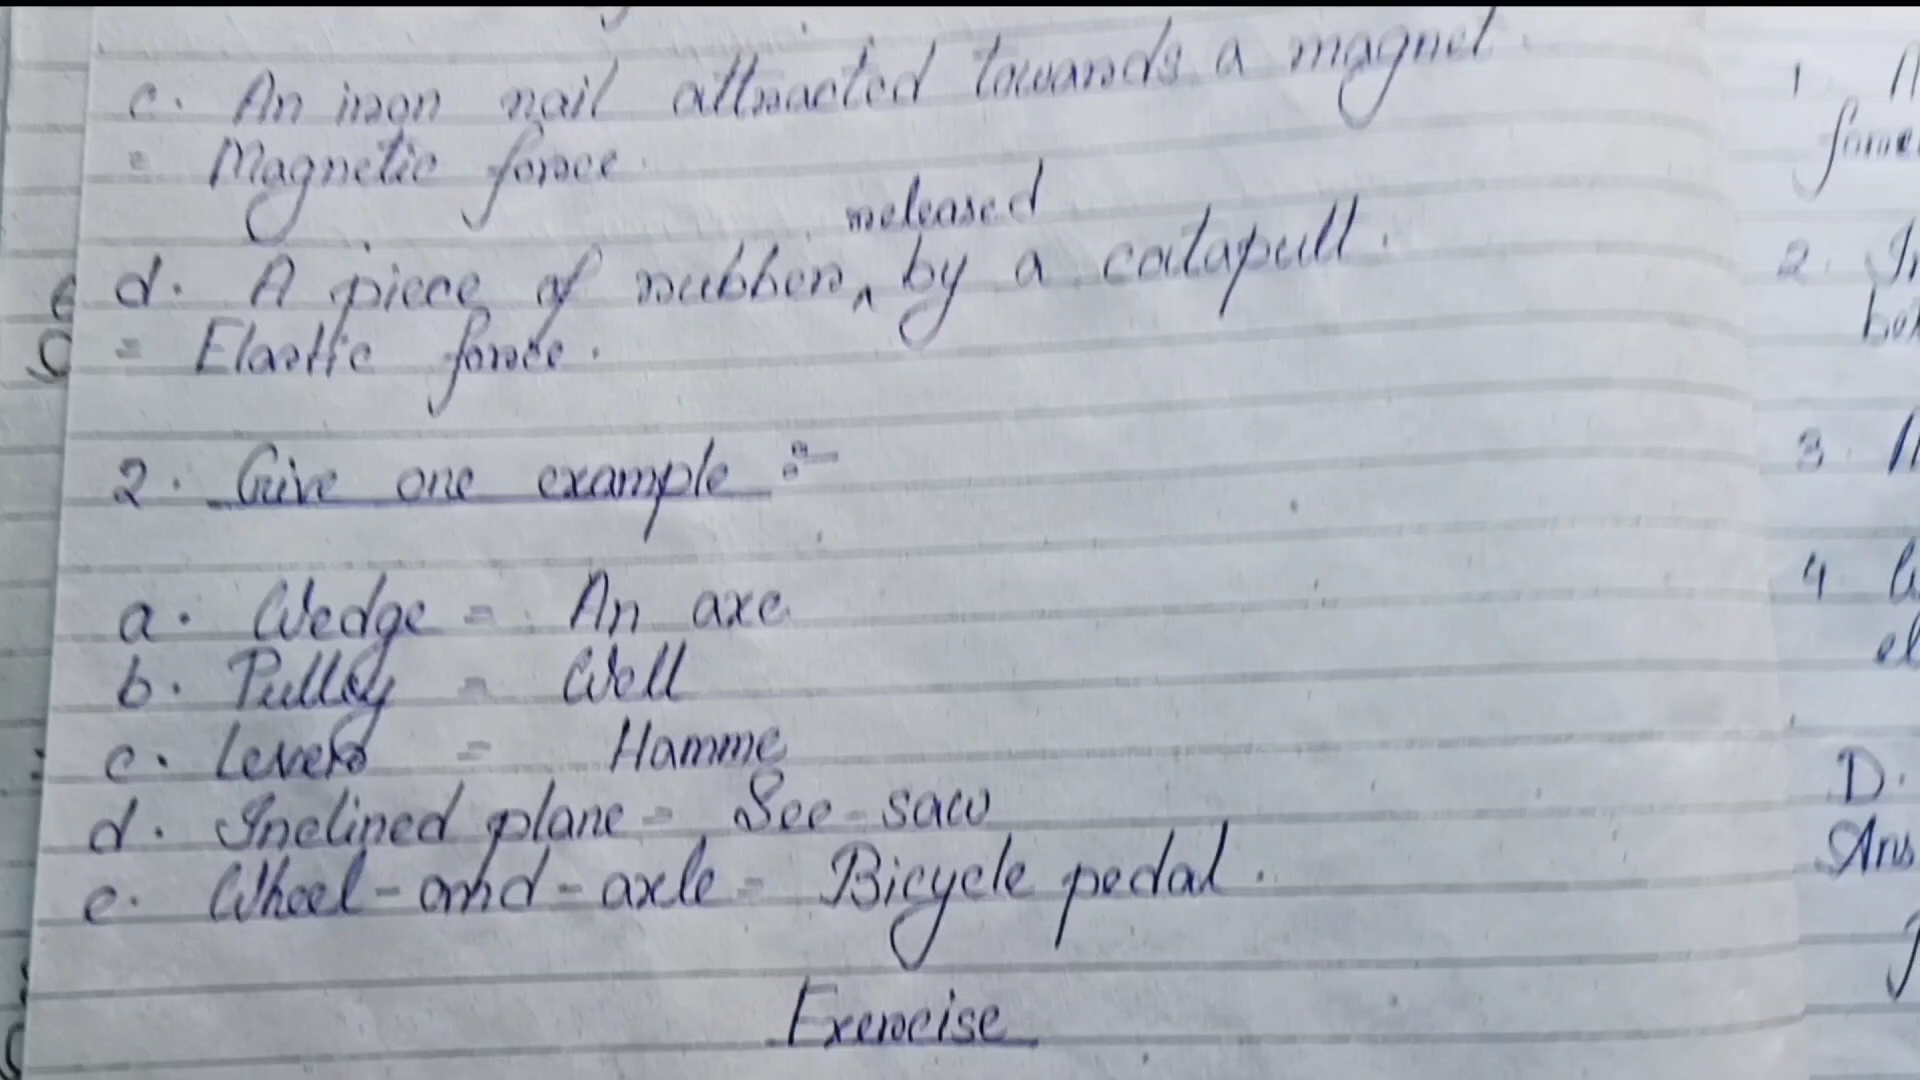 c. An iron nail attracted towards a magnet.
= Magnetic force.
released
d. A piece of rubber ^ by a catapult.
= Elastic force.
2. Give one example :-
a. Wedge = An axe
b. Pulley = Well
c. Levers = Hamme
d. Inclined plane = See-saw
e. Wheel-and-axle = Bicycle pedal.
Exercise
1
2.
3
4
D.
Ans